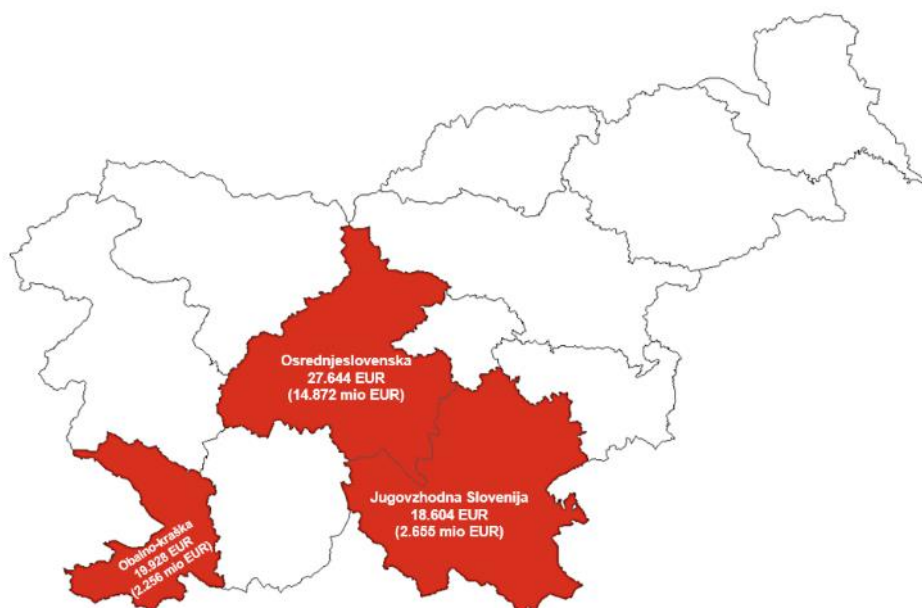 Osrednjeslovenska
27.644 EUR
(14.872 mio EUR)
Jugovzhodna Slovenija
18.604 EUR
(2.655 mio EUR)
Obalno-kraška
19.928 EUR
(2.256 mio EUR)